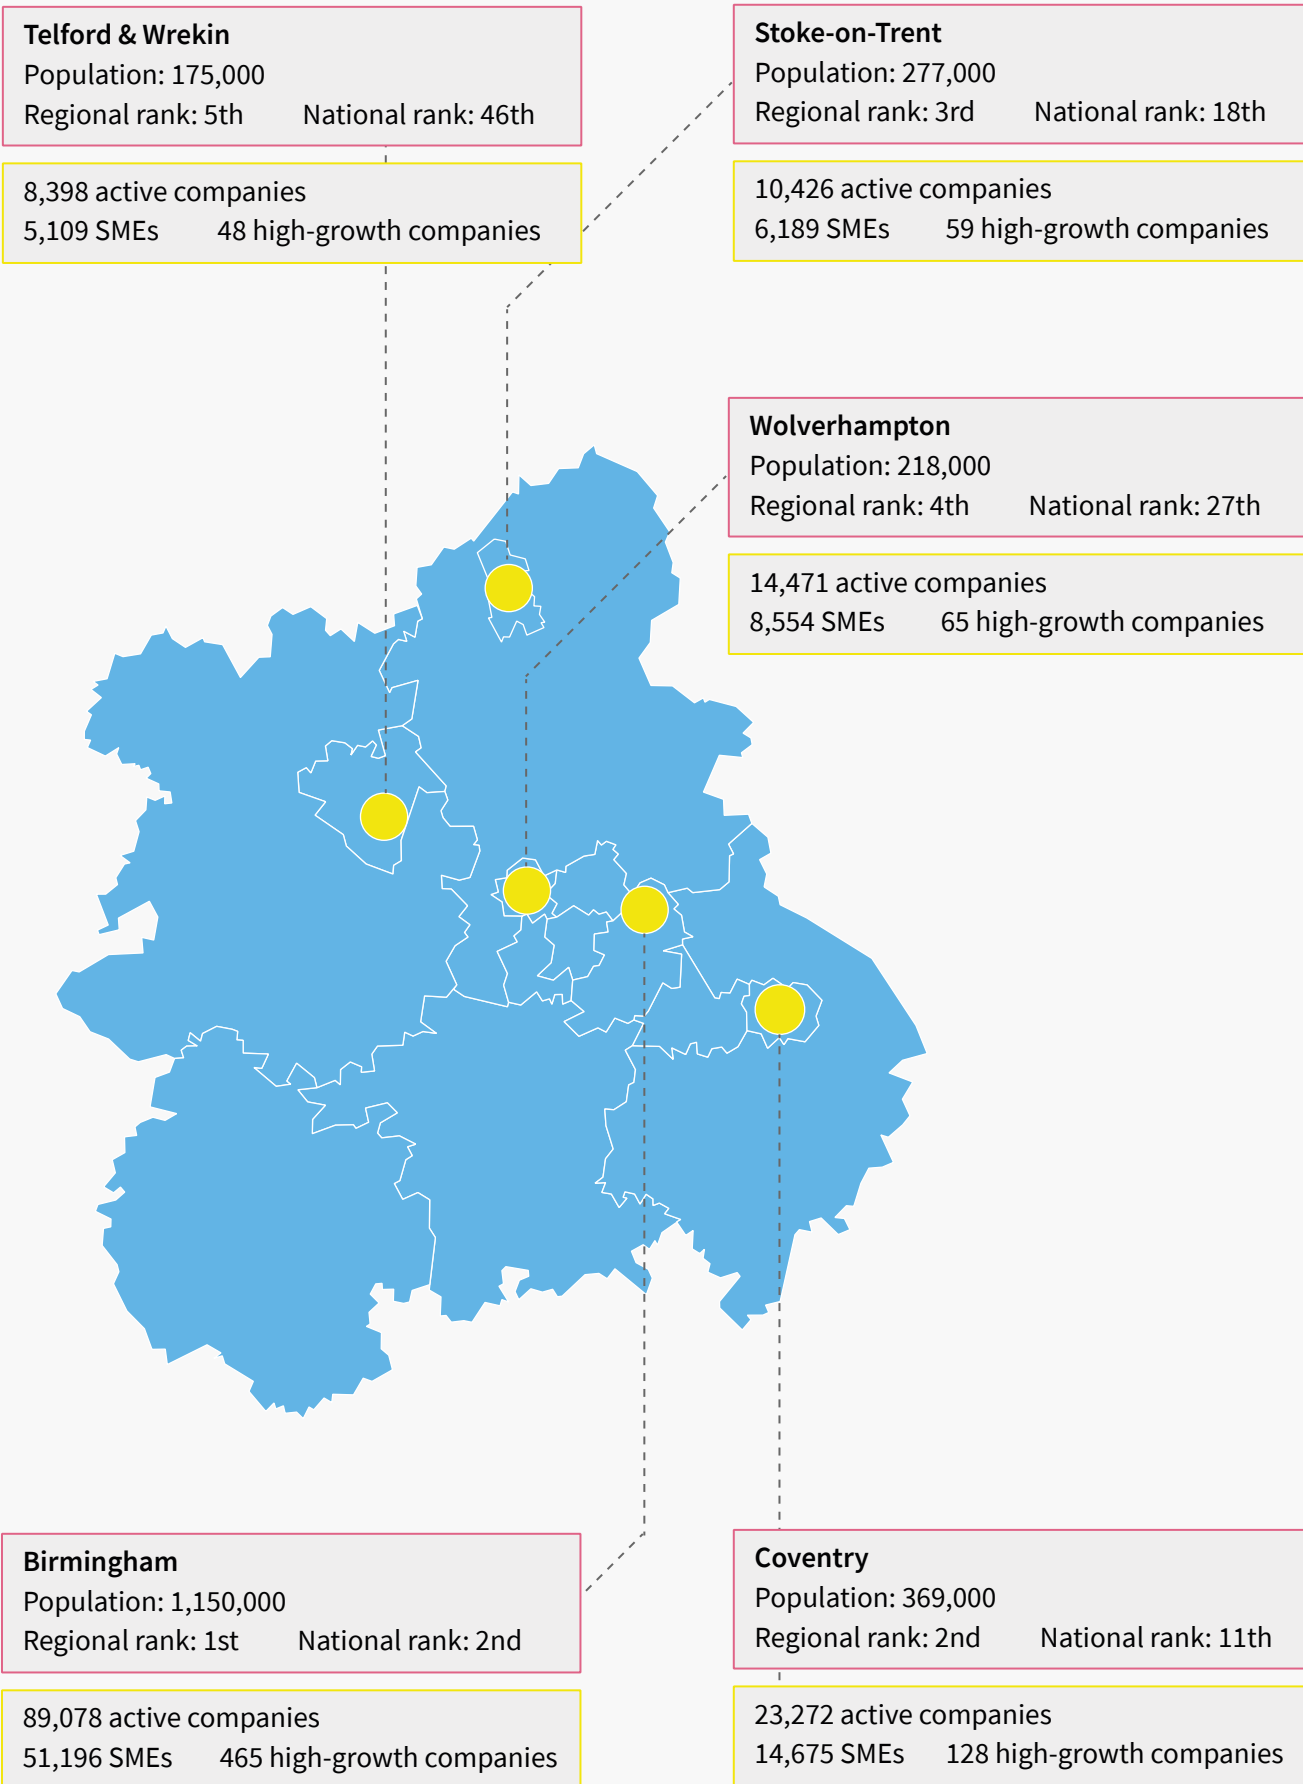 Telford & Wrekin
Population: 175,000
Regional rank: 5th National rank: 46th
8,398 active companies
5,109 SMEs 48 high-growth companies
Stoke-on-Trent
Population: 277,000
Regional rank: 3rd National rank: 18th
10,426 active companies
6,189 SMEs 59 high-growth companies
Wolverhampton
Population: 218,000
Regional rank: 4th National rank: 27th
14,471 active companies
8,554 SMEs 65 high-growth companies
Birmingham
Population: 1,150,000
Regional rank: 1st National rank: 2nd
89,078 active companies
51,196 SMEs 465 high-growth companies
Coventry
Population: 369,000
Regional rank: 2nd National rank: 11th
23,272 active companies
14,675 SMEs 128 high-growth companies